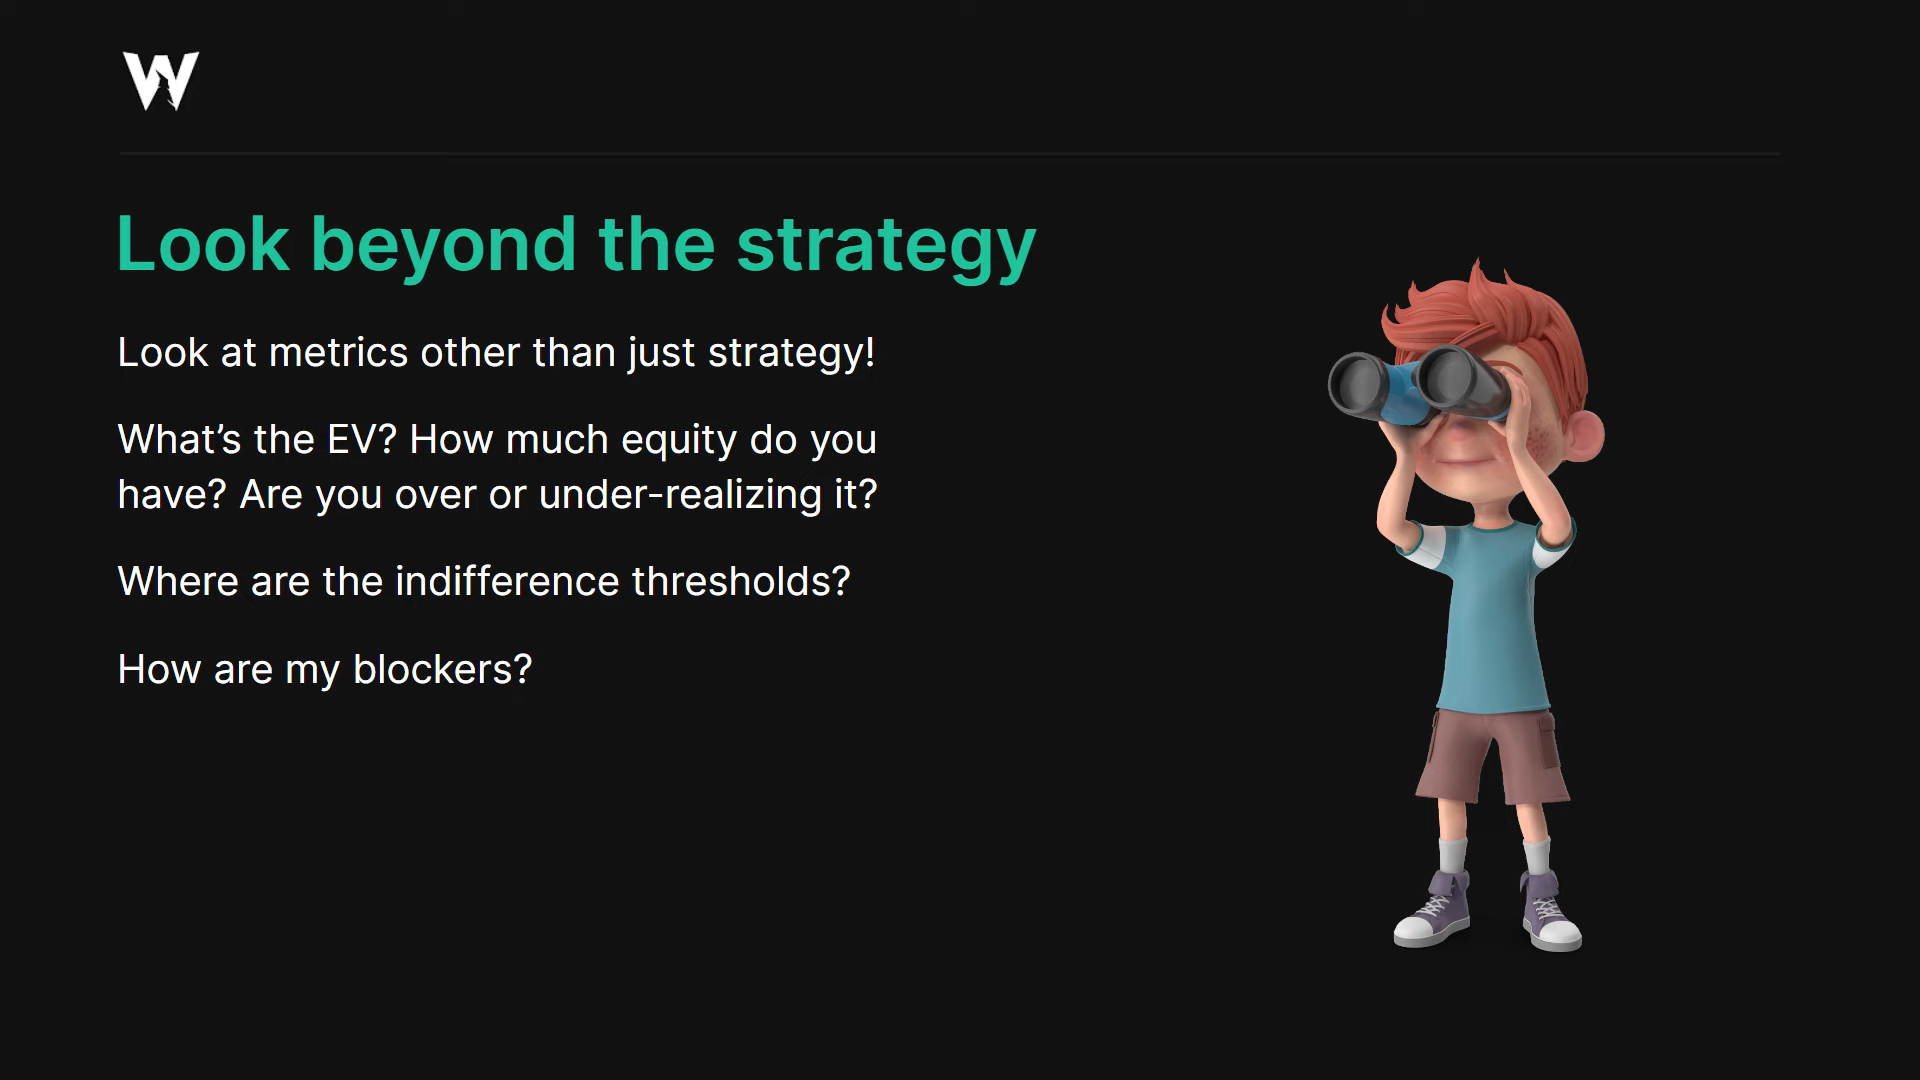 W
Look beyond the strategy
Look at metrics other than just strategy!
What’s the EV? How much equity do you
have? Are you over or under-realizing it?
Where are the indifference thresholds?
How are my blockers?